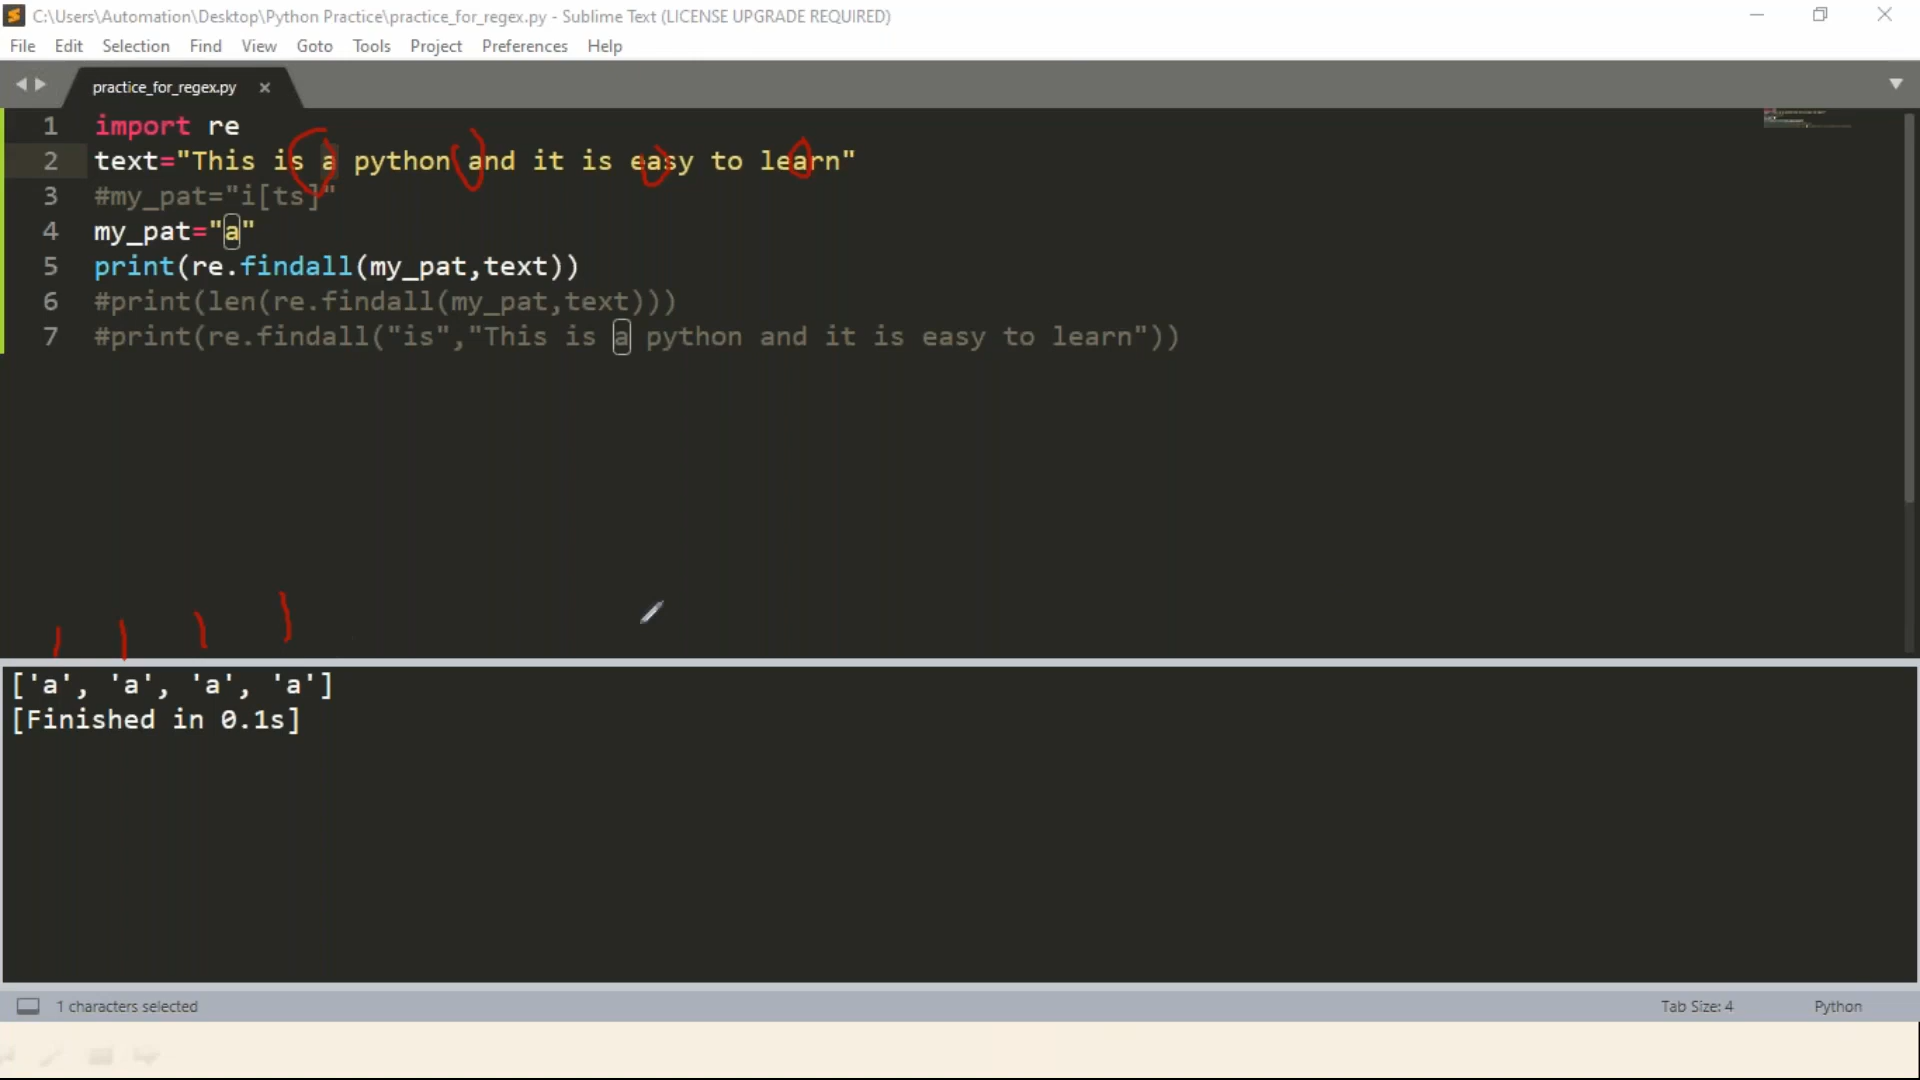 C:\Users\Automation\Desktop\Python Practice\practice_for_regex.py - Sublime Text (LICENSE UPGRADE REQUIRED)
File Edit Selection Find View Goto Tools Project Preferences Help
practice_for_regex.py
1 import re
2 text="This is a python and it is easy to learn"
3 #my_pat="i[ts]"
4 my_pat="a"
5 print(re.findall(my_pat,text))
6 #print(len(re.findall(my_pat,text)))
7 #print(re.findall("is","This is a python and it is easy to learn"))
['a', 'a', 'a', 'a']
[Finished in 0.1s]
1 characters selected Tab Size: 4 Python